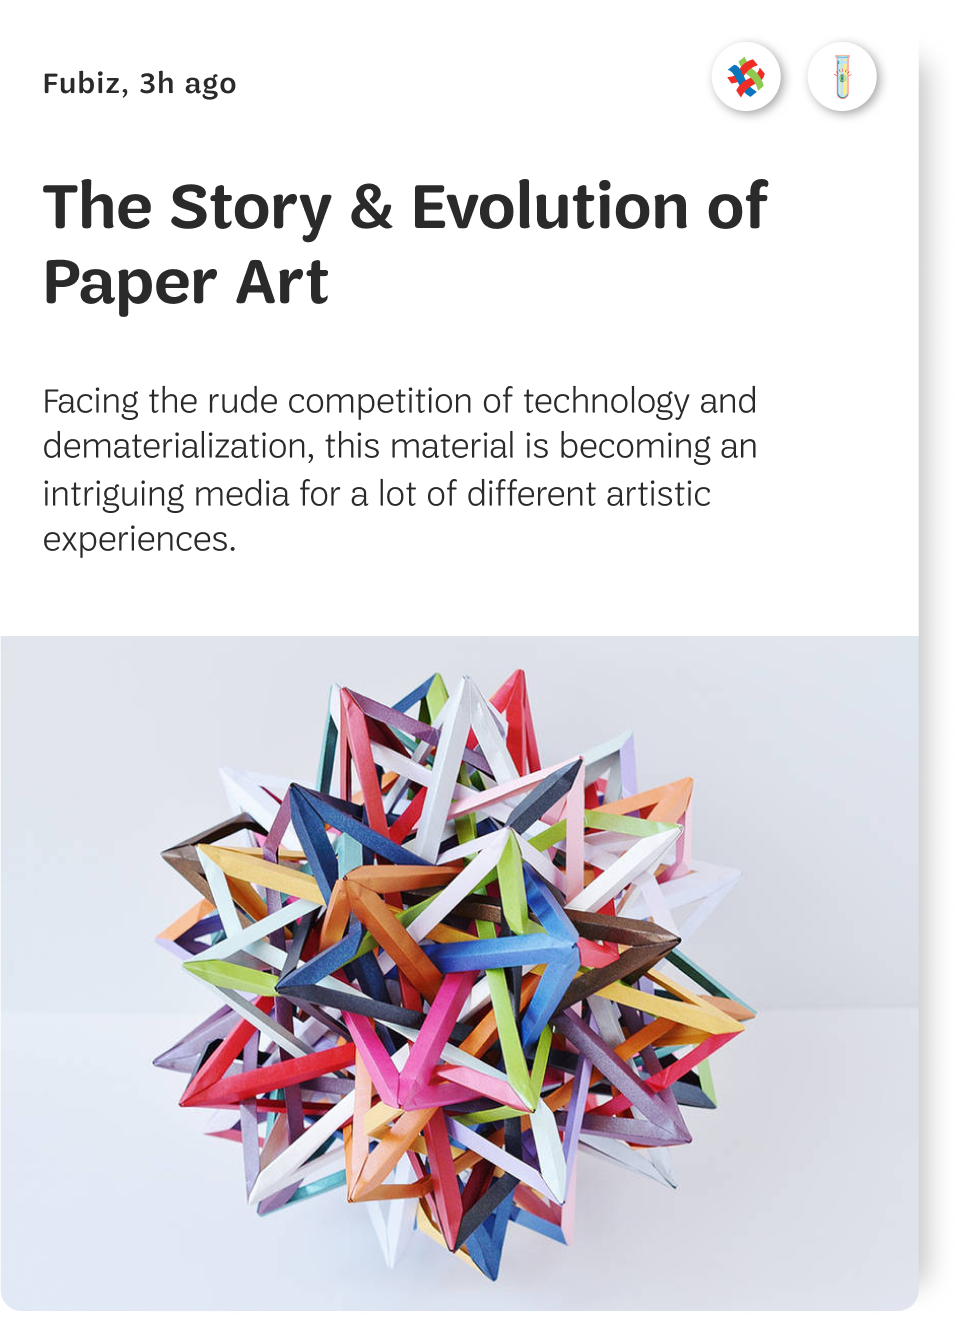 Fubiz, 3h ago
The Story & Evolution of
Paper Art
Facing the rude competition of technology and
dematerialization, this material is becoming an
intriguing media for a lot of different artistic
experiences.